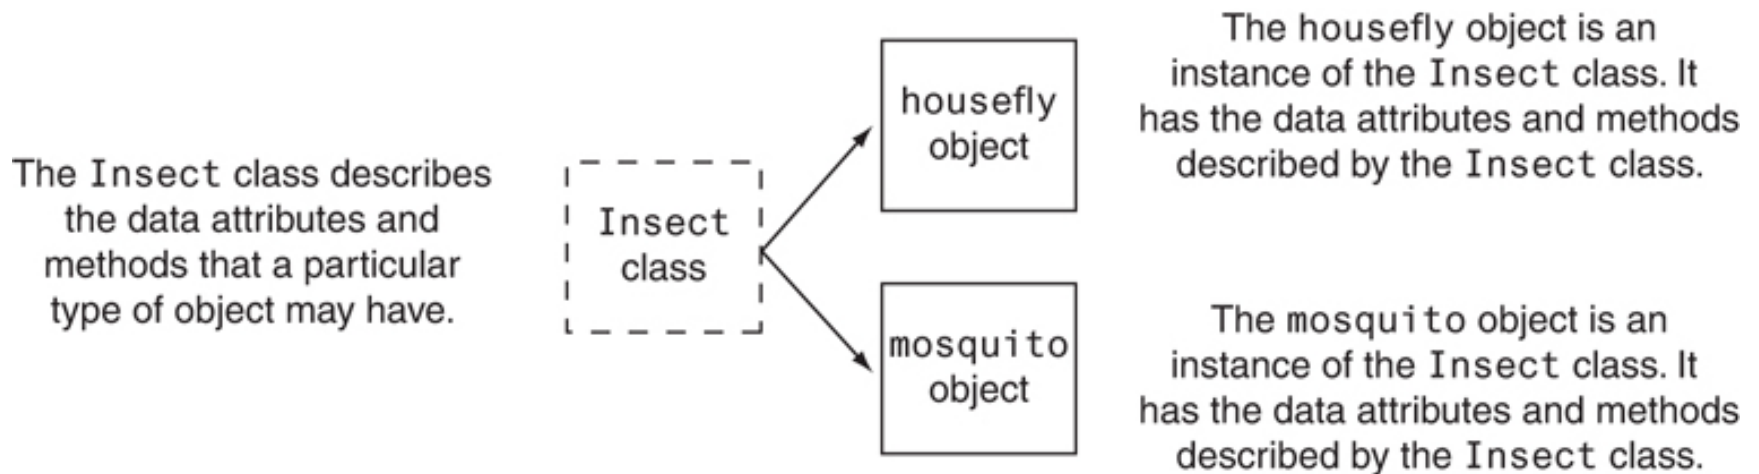 The Insect class describes
the data attributes and
methods that a particular
type of object may have.
Insect
class
housefly
object
The housefly object is an
instance of the Insect class. It
has the data attributes and methods
described by the Insect class.
mosquito
object
The mosquito object is an
instance of the Insect class. It
has the data attributes and methods
described by the Insect class.